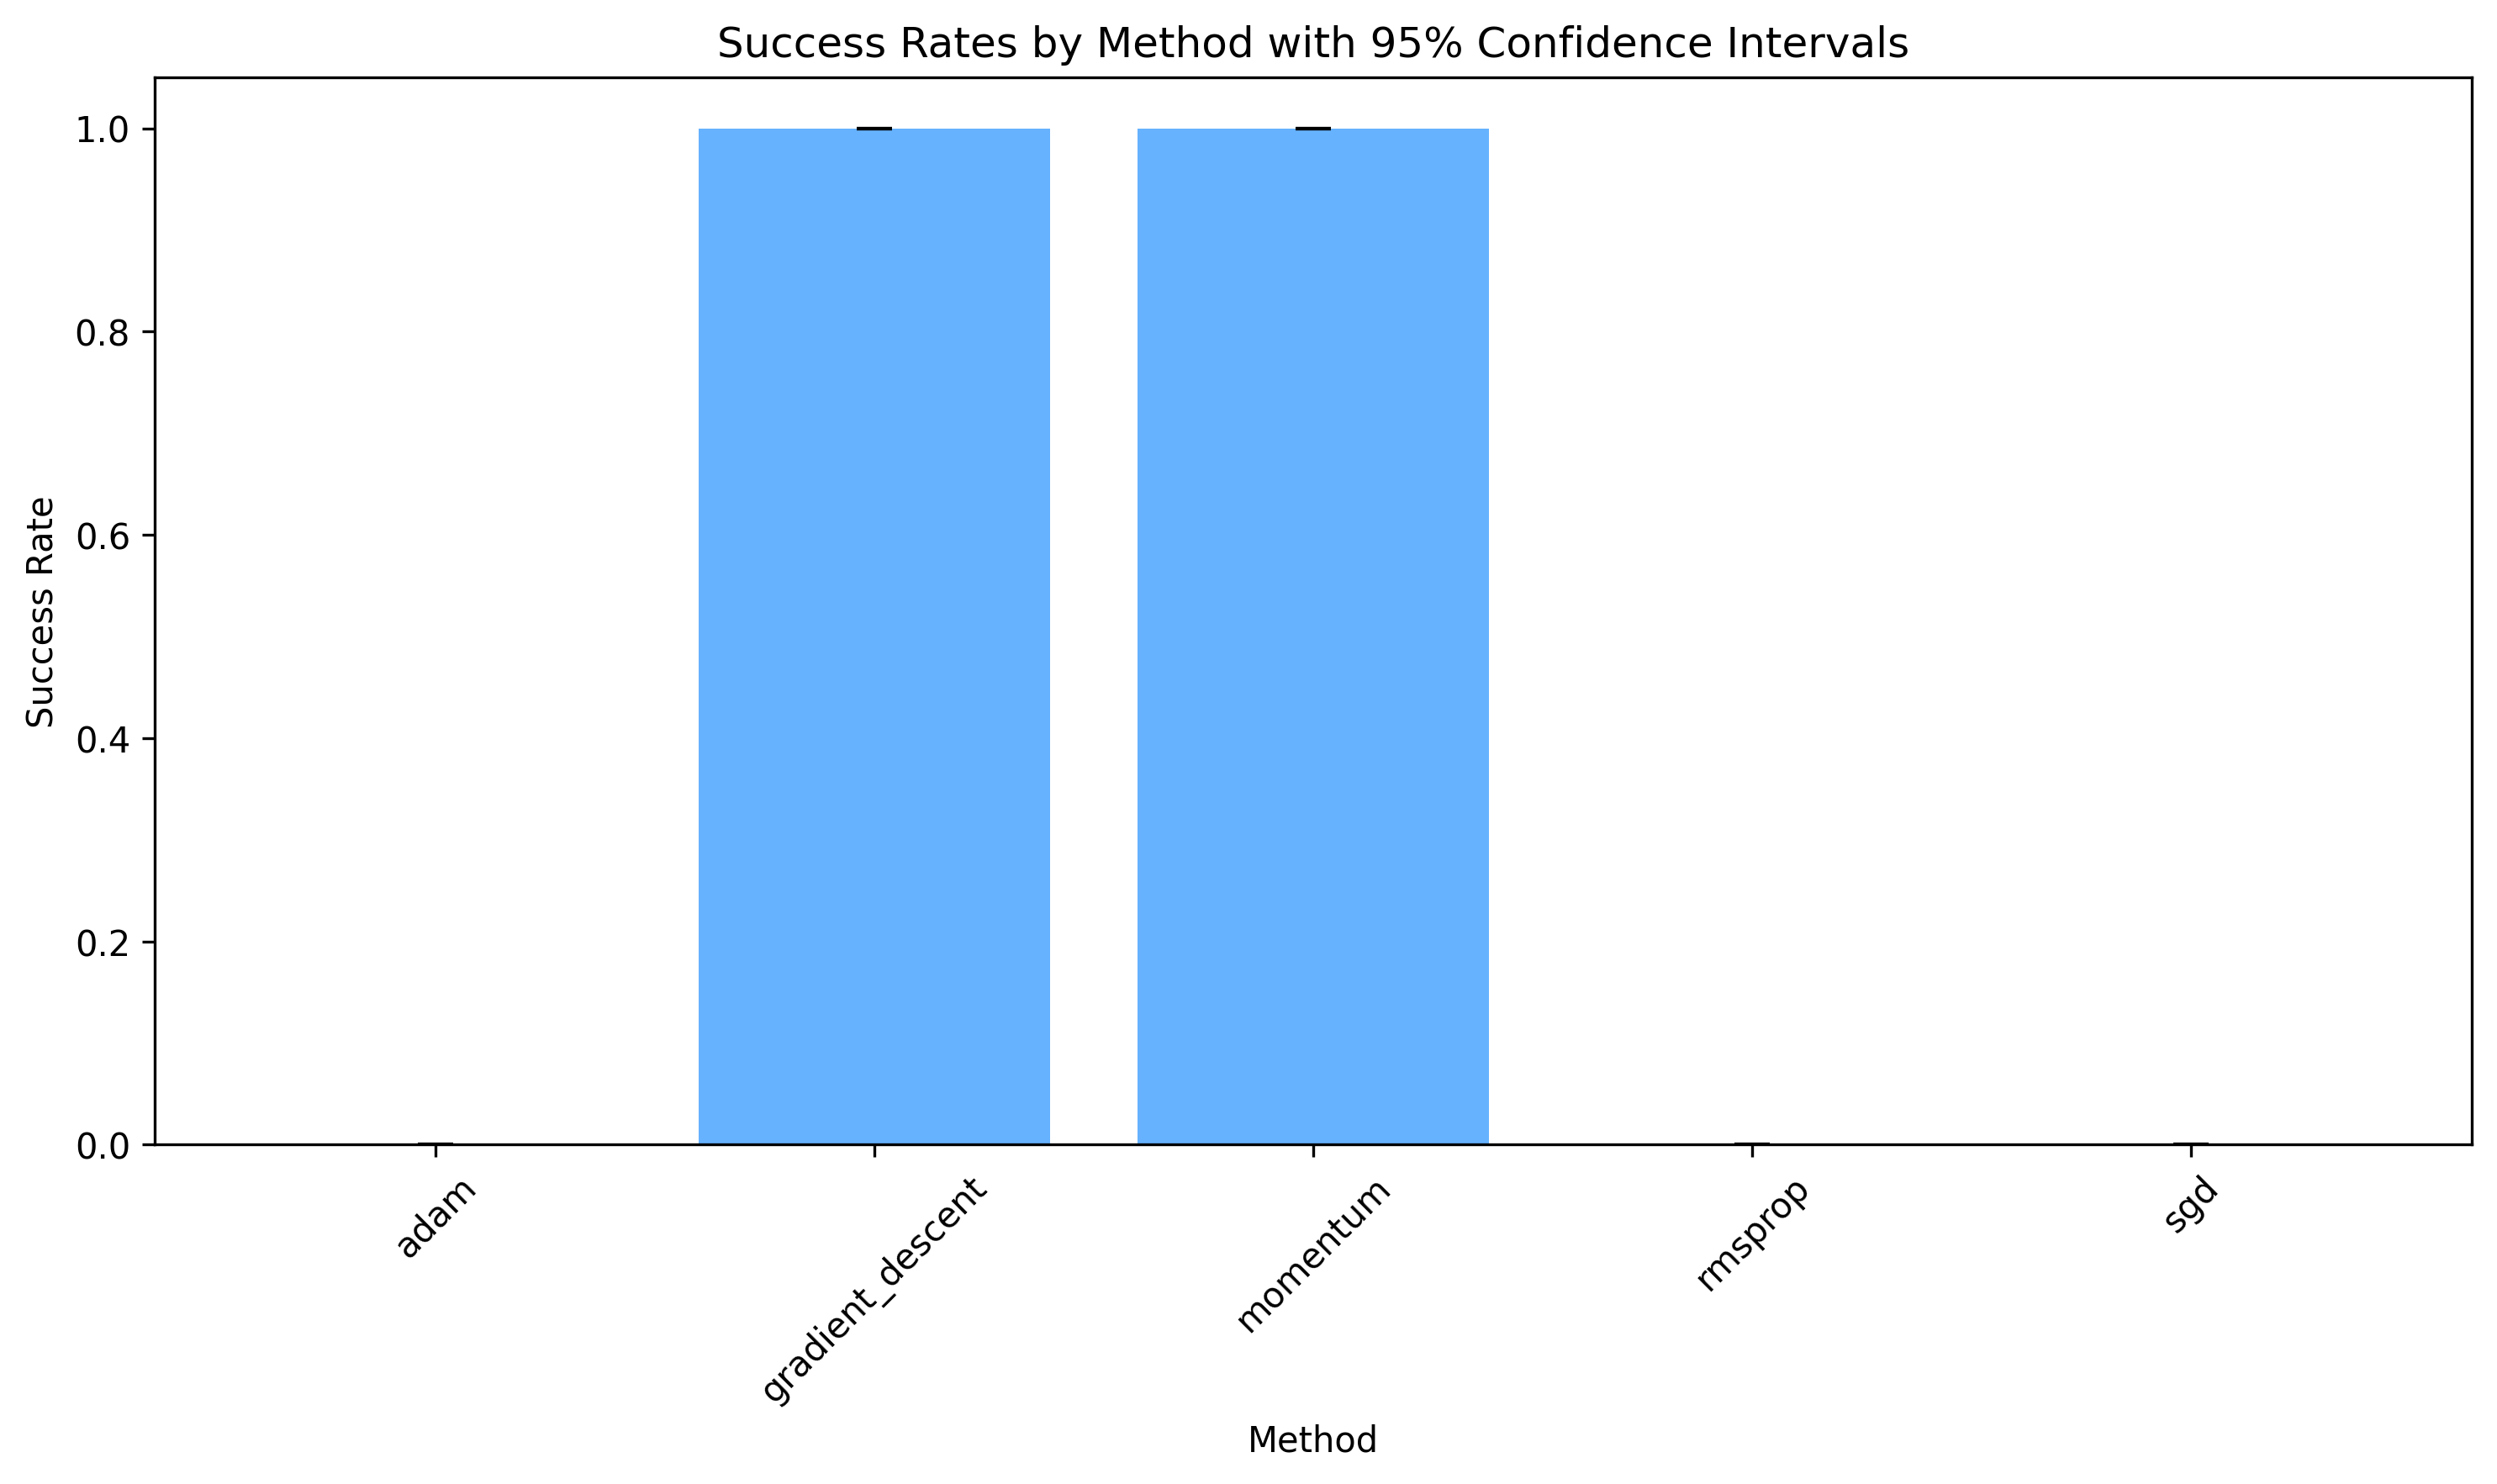 Success Rates by Method with 95% Confidence Intervals
Success Rate
1.0
0.8
0.6
0.4
0.2
0.0
adam
gradient_descent
momentum
rmsprop
sgd
Method